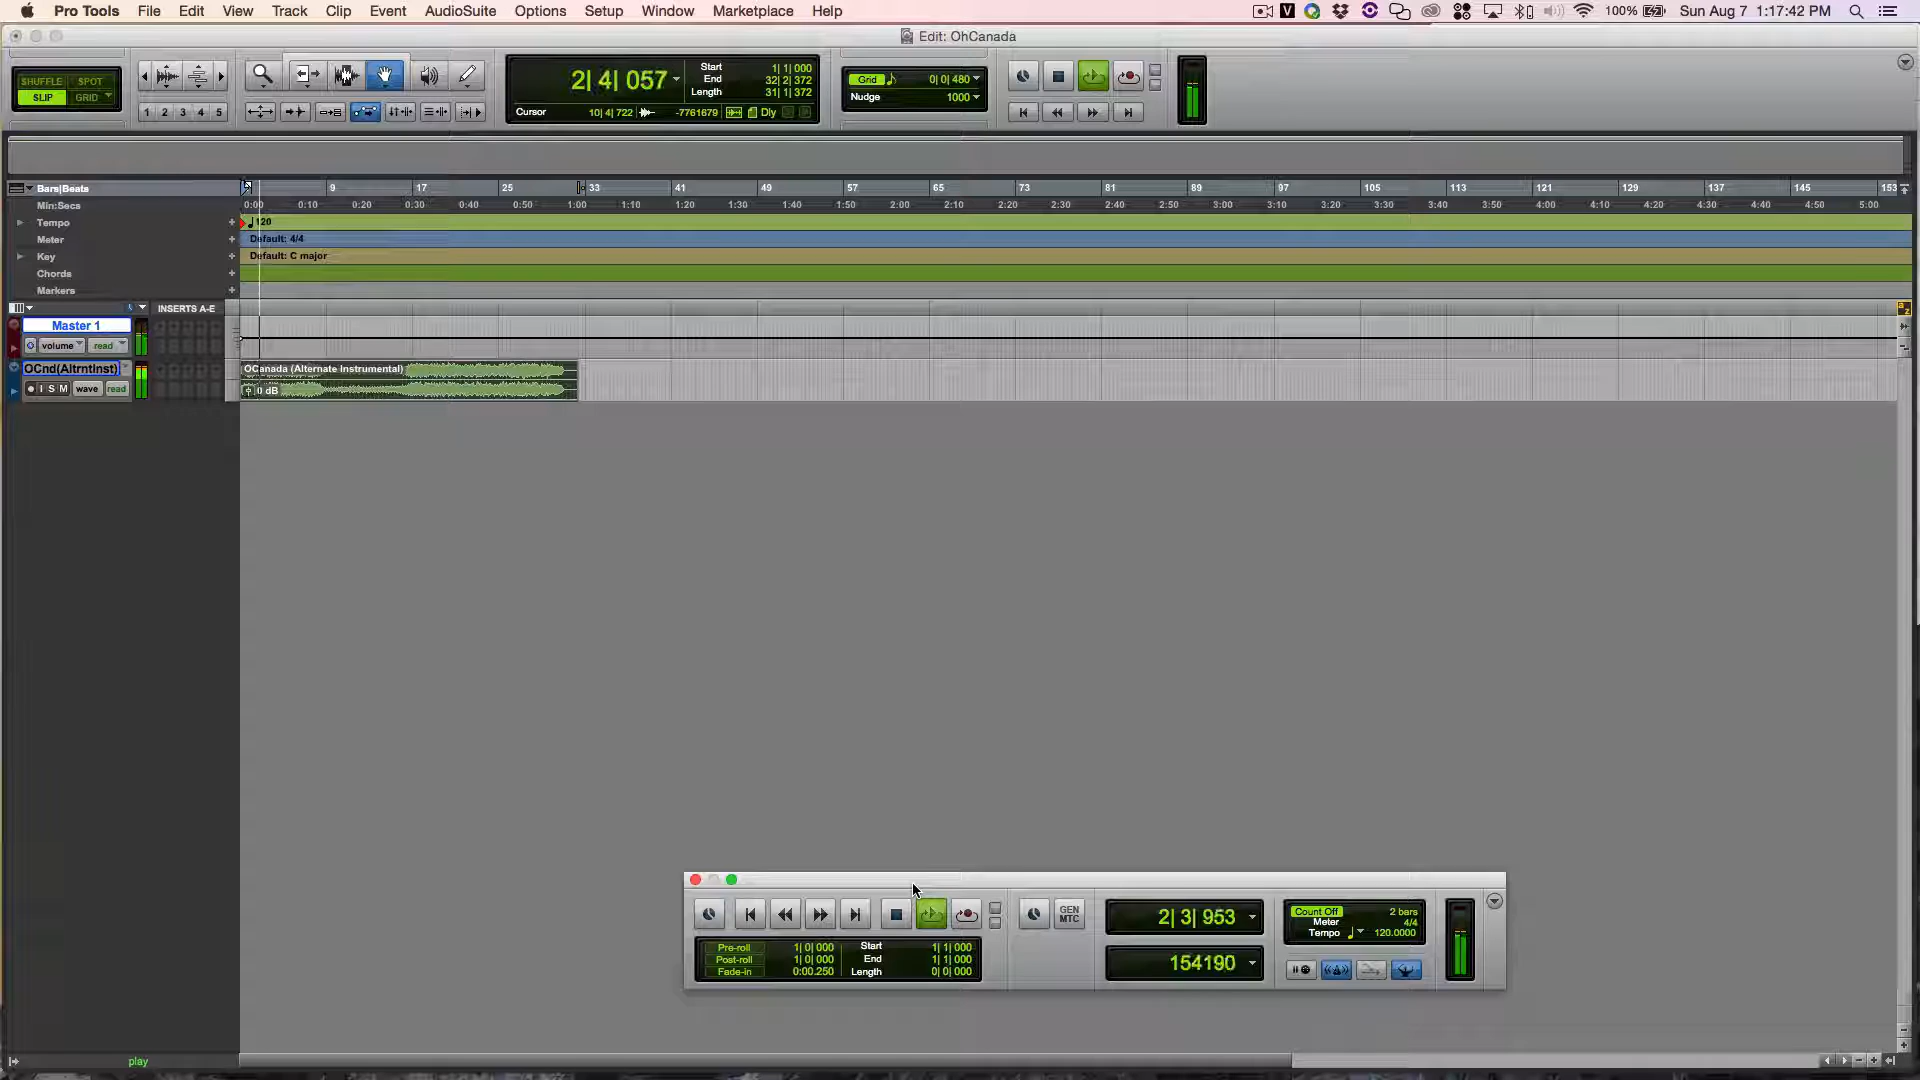 Pro Tools File Edit View Track Clip Event AudioSuite Options Setup Window Marketplace Help 100% Sun Aug 7 1:17:42 PM
Edit: OhCanada
SHUFFLE SPOT
SLIP GRID
1 2 3 4 5
2| 4| 057
Start 1| 1| 000
End 32| 2| 372
Length 31| 1| 372
Cursor 10| 4| 722 -7761679 Dly
Grid 0| 0| 480
Nudge 1000
Bars|Beats 9 17 25 33 41 49 57 65 73 81 89 97 105 113 121 129 137 145 153
Min:Secs 0:00 0:10 0:20 0:30 0:40 0:50 1:00 1:10 1:20 1:30 1:40 1:50 2:00 2:10 2:20 2:30 2:40 2:50 3:00 3:10 3:20 3:30 3:40 3:50 4:00 4:10 4:20 4:30 4:40 4:50 5:00
Tempo 120
Meter Default: 4/4
Key Default: C major
Chords
Markers
INSERTS A-E
Master 1
volume read
OCnd(AltrntInst)
I S M wave read
OCanada (Alternate Instrumental)
0 dB
GEN
MTC
2| 3| 953
154190
Count Off 2 bars
Meter 4/4
Tempo 120.0000
Pre-roll 1| 0| 000 Start 1| 1| 000
Post-roll 1| 0| 000 End 1| 1| 000
Fade-in 0:00.250 Length 0| 0| 000
play